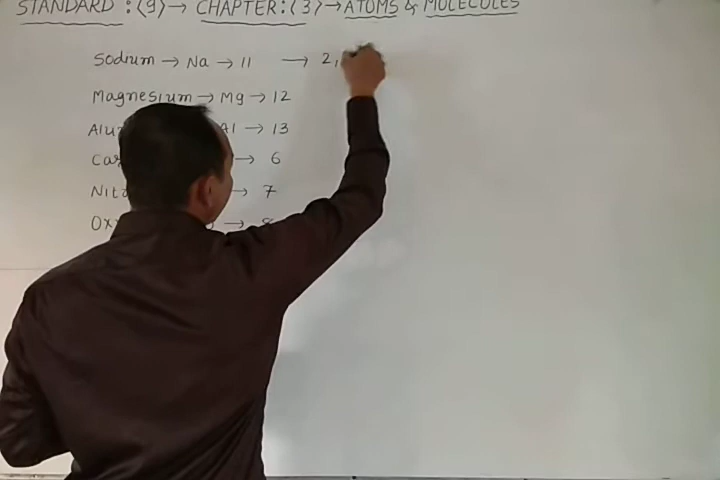 STANDARD : (9) → CHAPTER : (3) → ATOMS & MOLECULES
Sodium → Na → 11 → 2,
Magnesium → Mg → 12
Al → 13
→ 6
→ 7
→ 8